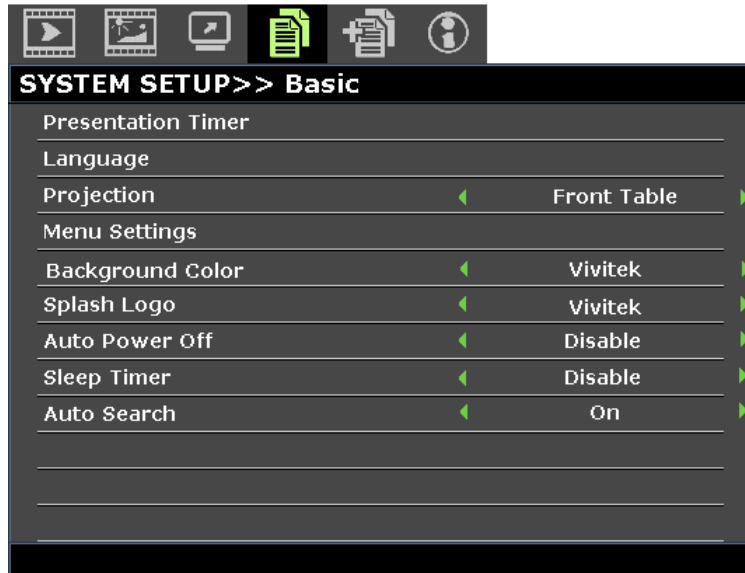 SYSTEM SETUP>> Basic
Presentation Timer
Language
Projection Front Table
Menu Settings
Background Color Vivitek
Splash Logo Vivitek
Auto Power Off Disable
Sleep Timer Disable
Auto Search On